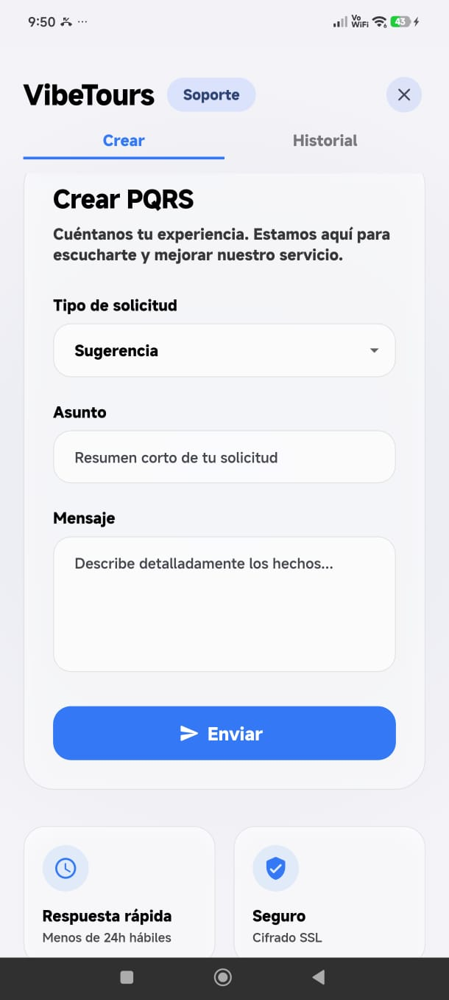 9:50
Vo
WiFi
6
43
VibeTours
Soporte
Crear
Historial
Crear PQRS
Cuéntanos tu experiencia. Estamos aquí para
escucharte y mejorar nuestro servicio.
Tipo de solicitud
Sugerencia
Asunto
Resumen corto de tu solicitud
Mensaje
Describe detalladamente los hechos...
Enviar
Respuesta rápida
Menos de 24h hábiles
Seguro
Cifrado SSL